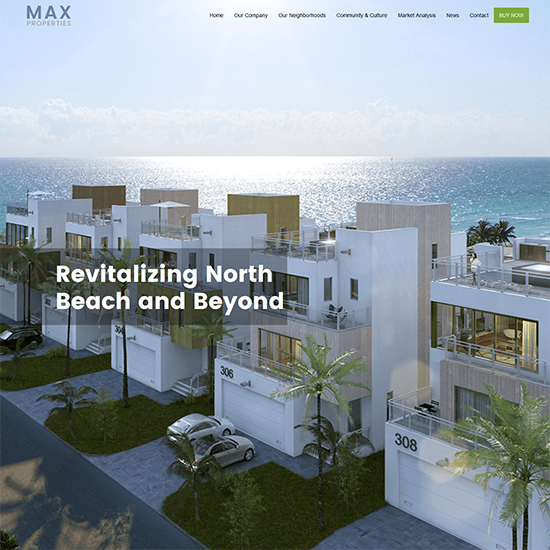 MAX
PROPERTIES
Home Our Company Our Neighborhoods Community & Culture Market Analysis News Contact BUY NOW
Revitalizing North
Beach and Beyond
304
306
308